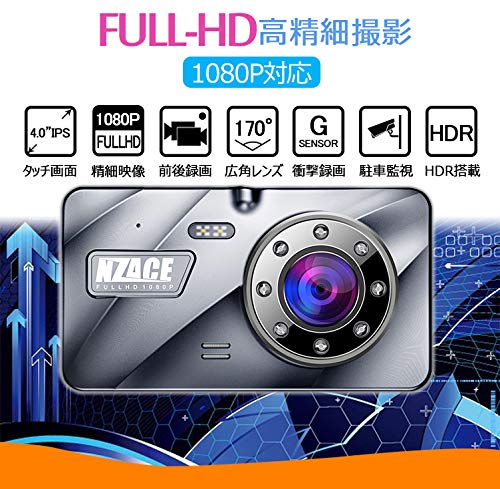 FULL-HD高精細撮影
1080P対応
4.0"IPS
1080P
FULLHD
170°
G
SENSOR
HDR
タッチ画面 精細映像 前後録画 広角レンズ 衝撃録画 駐車監視 HDR搭載
NZACE
FULLHD1080P